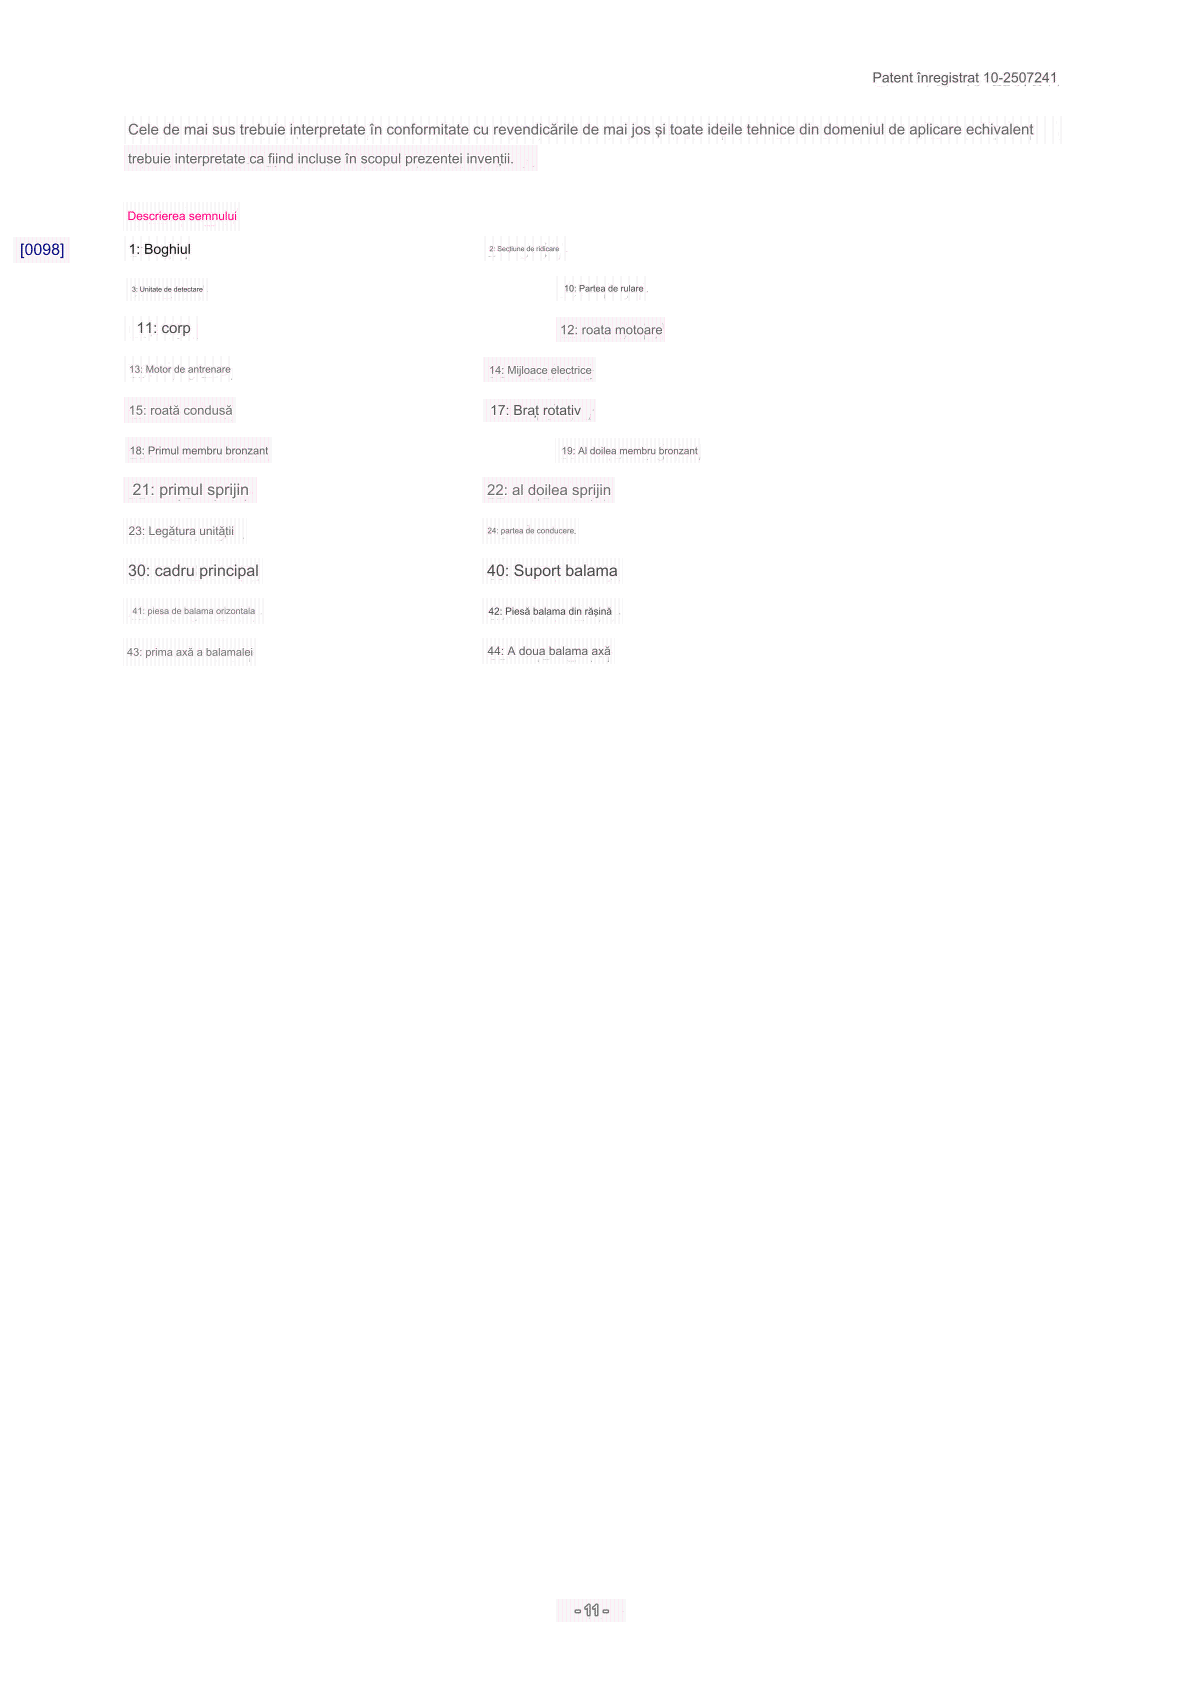 Patent înregistrat 10-2507241
Cele de mai sus trebuie interpretate în conformitate cu revendicările de mai jos și toate ideile tehnice din domeniul de aplicare echivalent
trebuie interpretate ca fiind incluse în scopul prezentei invenții.
Descrierea semnului
[0098] 1: Boghiul 2: Secțiune de ridicare
3: Unitate de detectare 10: Partea de rulare
11: corp 12: roata motoare
13: Motor de antrenare 14: Mijloace electrice
15: roată condusă 17: Braț rotativ
18: Primul membru bronzant 19: Al doilea membru bronzant
21: primul sprijin 22: al doilea sprijin
23: Legătura unității 24: partea de conducere
30: cadru principal 40: Suport balama
41: piesa de balama orizontala 42: Piesă balama din rășină
43: prima axă a balamalei 44: A doua balama axă
- 11 -